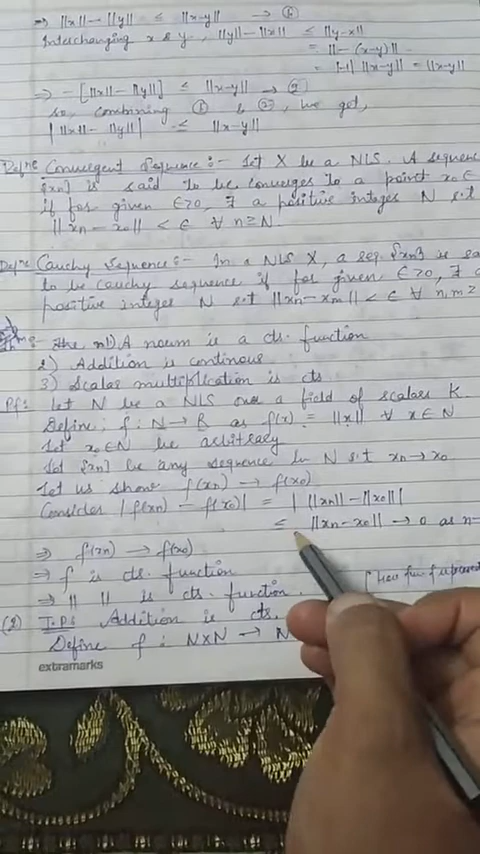 ⇒ ||x|| - ||y|| ≤ ||x-y|| → ①
Interchanging x & y, ||y|| - ||x|| ≤ ||y-x||
= ||-(x-y)||
= |-1| ||x-y|| = ||x-y||
⇒ -[||x|| - ||y||] ≤ ||x-y|| → ②
so, combining ① & ②, we get,
| ||x|| - ||y|| | ≤ ||x-y||
Define Convergent Sequence :- Let X be a NLS. A sequenc
{xn} is said to be converges to a point x0 ∈
if for given ∈>0, ∃ a positive integer N s.t
||xn - x0|| < ∈ ∀ n≥N.
Define Cauchy Sequence :- In a NLS X, a seq. {xn} is sa
to be cauchy sequence if for given ∈>0, ∃ a
positive integer N s.t ||xn-xm|| < ∈ ∀ n,m≥
1) A noum is a cts. function
2) Addition is continous
3) Scalar multiplication is cts
Pf: Let N be a NLS over a field of scalars K.
Define f: N → R as f(x) = ||x|| ∀ x∈N
Let x0∈N be arbitrary
Let {xn} be any sequence in N s.t xn → x0
Let us show f(xn) → f(x0)
Consider |f(xn) - f(x0)| = | ||xn|| - ||x0|| |
≤ ||xn-x0|| → 0 as n-
⇒ f(xn) → f(x0)
⇒ f is cts. function
⇒ || || is cts. function.
[Here f
(2) T.P. Addition is cts.
Define f : N×N → N
extramarks